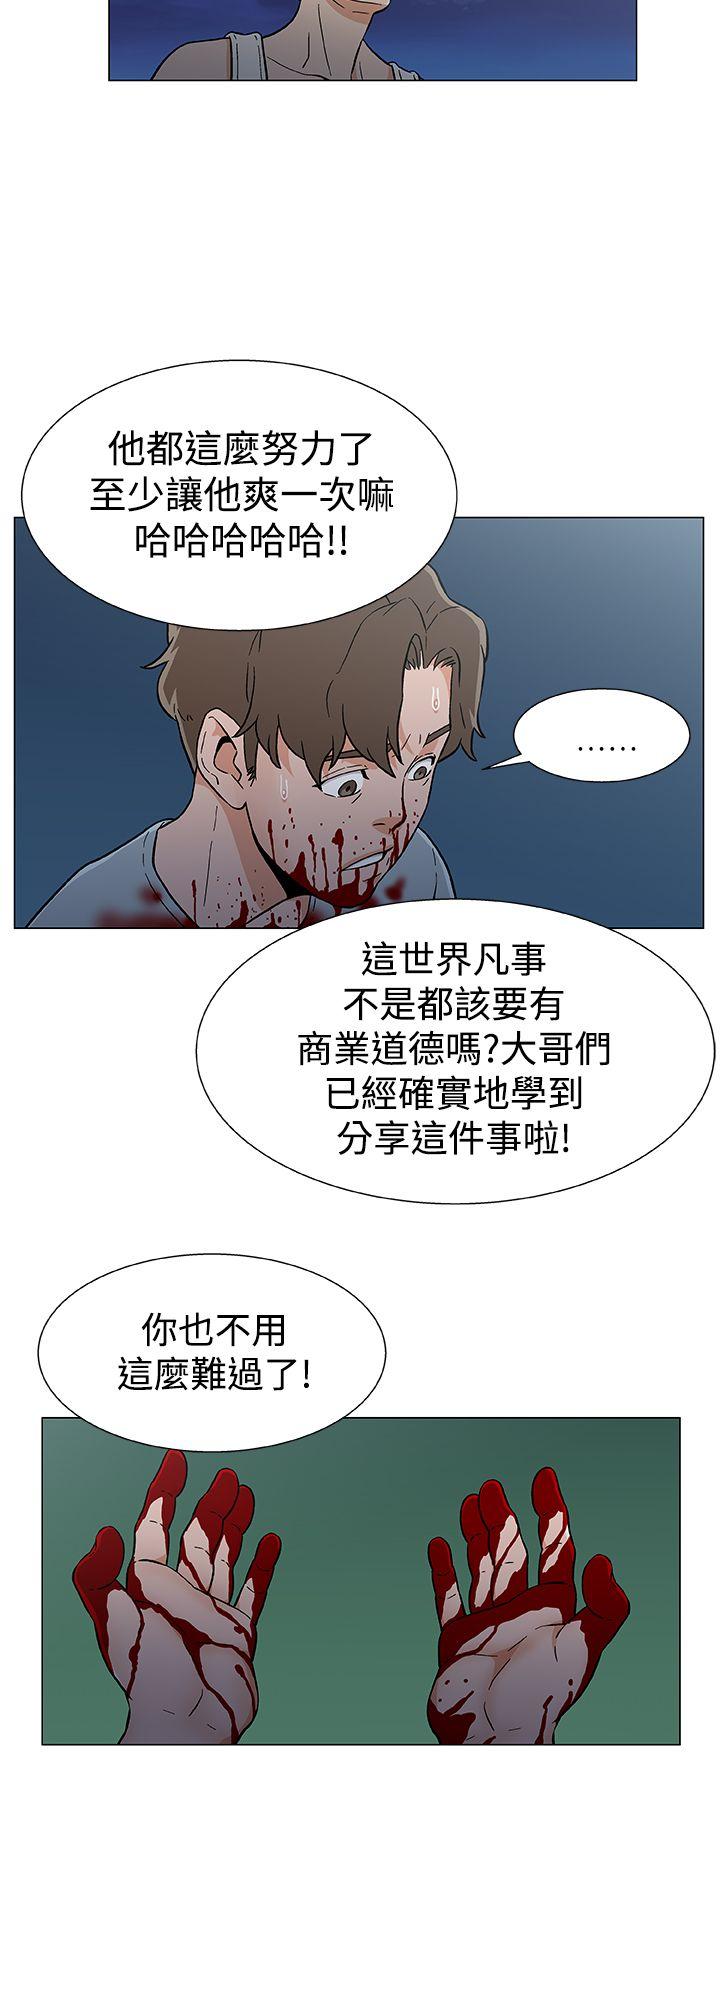 他都這麼努力了
至少讓他爽一次嘛
哈哈哈哈哈!!
......
這世界凡事
不是都該要有
商業道德嗎?大哥們
已經確實地學到
分享這件事啦!
你也不用
這麼難過了!